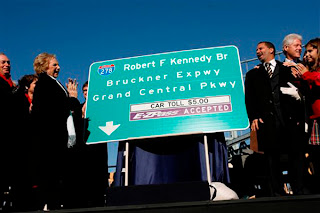 278
Robert F Kennedy Br
Bruckner Expwy
Grand Central Pkwy
CAR TOLL $5.00
E-ZPass ACCEPTED